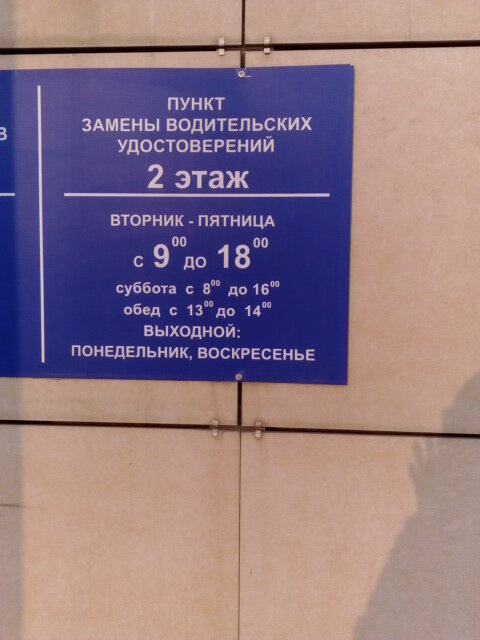 В
ПУНКТ
ЗАМЕНЫ ВОДИТЕЛЬСКИХ
УДОСТОВЕРЕНИЙ
2 этаж
ВТОРНИК - ПЯТНИЦА
С 9⁰⁰ ДО 18⁰⁰
суббота с 8⁰⁰ до 16⁰⁰
обед с 13⁰⁰ до 14⁰⁰
ВЫХОДНОЙ:
ПОНЕДЕЛЬНИК, ВОСКРЕСЕНЬЕ